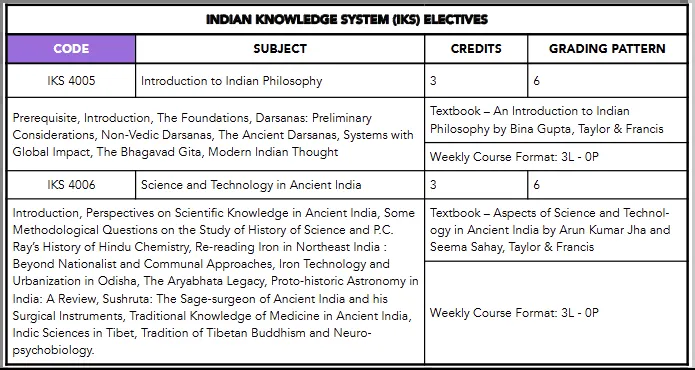 INDIAN KNOWLEDGE SYSTEM (IKS) ELECTIVES
CODE SUBJECT CREDITS GRADING PATTERN
IKS 4005 Introduction to Indian Philosophy 3 6
Prerequisite, Introduction, The Foundations, Darsanas: Preliminary
Considerations, Non-Vedic Darsanas, The Ancient Darsanas, Systems with
Global Impact, The Bhagavad Gita, Modern Indian Thought
Textbook – An Introduction to Indian
Philosophy by Bina Gupta, Taylor & Francis
Weekly Course Format: 3L - 0P
IKS 4006 Science and Technology in Ancient India 3 6
Introduction, Perspectives on Scientific Knowledge in Ancient India, Some
Methodological Questions on the Study of History of Science and P.C.
Ray's History of Hindu Chemistry, Re-reading Iron in Northeast India :
Beyond Nationalist and Communal Approaches, Iron Technology and
Urbanization in Odisha, The Aryabhata Legacy, Proto-historic Astronomy in
India: A Review, Sushruta: The Sage-surgeon of Ancient India and his
Surgical Instruments, Traditional Knowledge of Medicine in Ancient India,
Indic Sciences in Tibet, Tradition of Tibetan Buddhism and Neuro-
psychobiology.
Textbook – Aspects of Science and Technol-
ogy in Ancient India by Arun Kumar Jha and
Seema Sahay, Taylor & Francis
Weekly Course Format: 3L - 0P